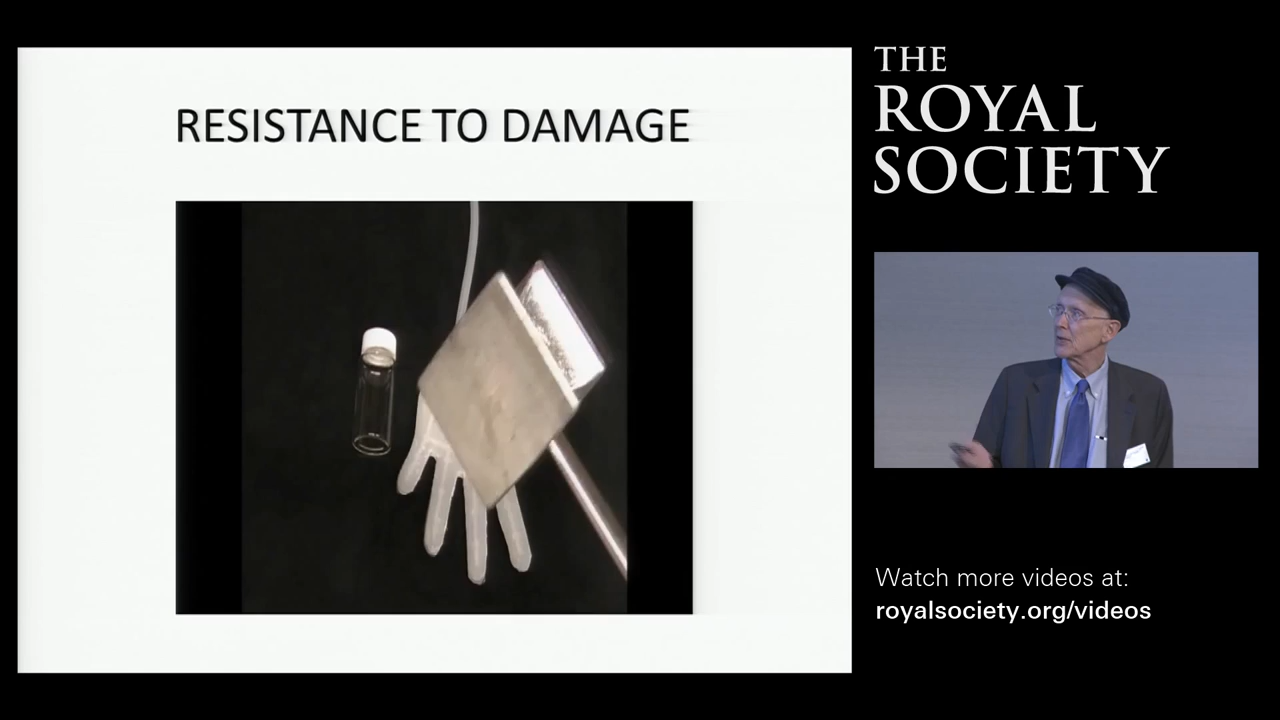 RESISTANCE TO DAMAGE
THE
ROYAL
SOCIETY
Watch more videos at:
royalsociety.org/videos